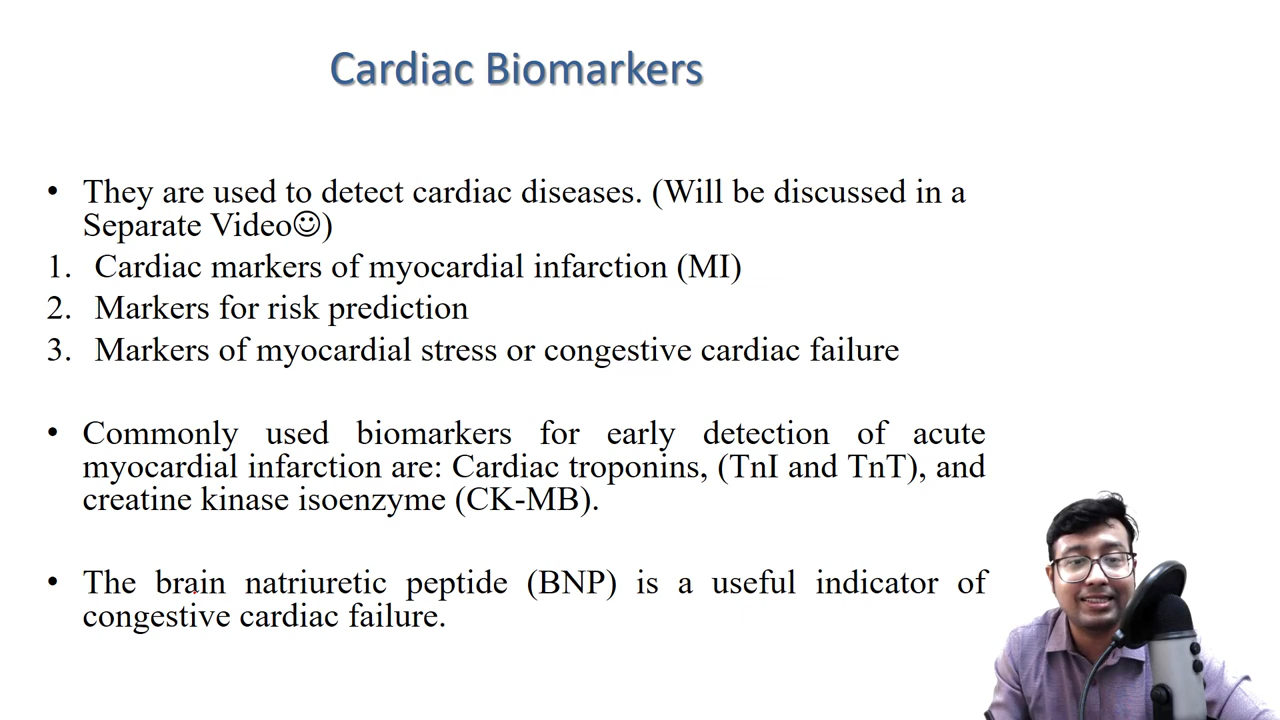 Cardiac Biomarkers
• They are used to detect cardiac diseases. (Will be discussed in a
Separate Video☺)
1. Cardiac markers of myocardial infarction (MI)
2. Markers for risk prediction
3. Markers of myocardial stress or congestive cardiac failure
• Commonly used biomarkers for early detection of acute
myocardial infarction are: Cardiac troponins, (TnI and TnT), and
creatine kinase isoenzyme (CK-MB).
• The brain natriuretic peptide (BNP) is a useful indicator of
congestive cardiac failure.